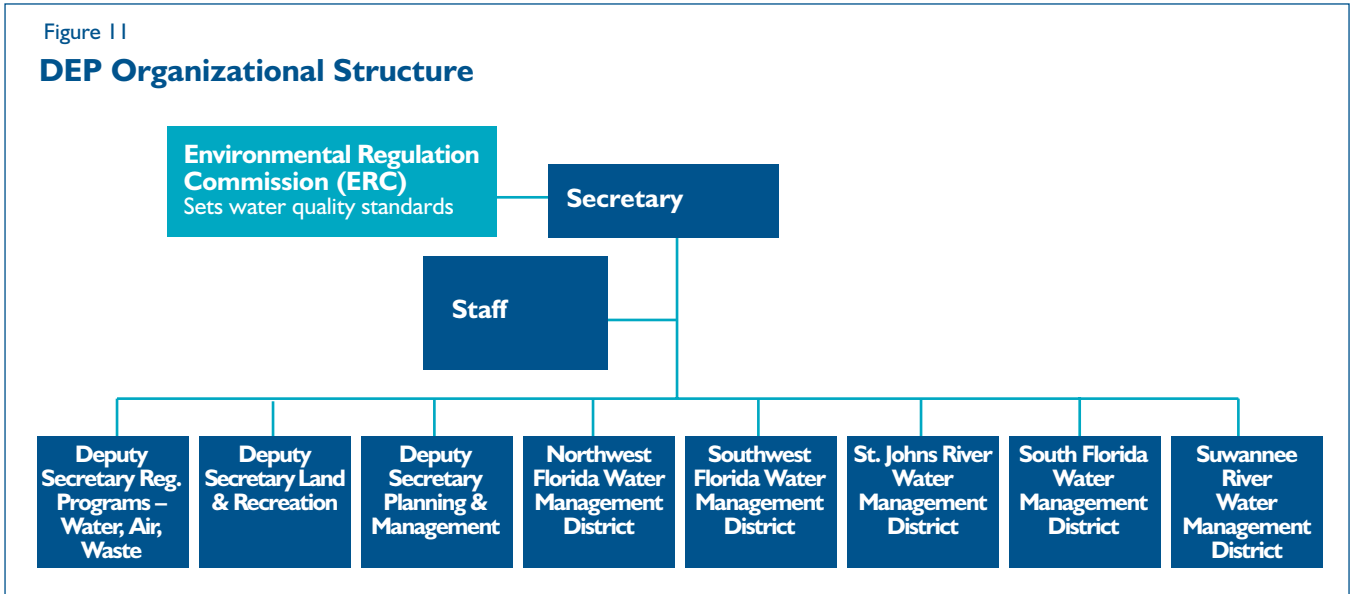 Figure 11
DEP Organizational Structure
Environmental Regulation
Commission (ERC)
Sets water quality standards
Secretary
Staff
Deputy
Secretary Reg.
Programs –
Water, Air,
Waste
Deputy
Secretary Land
& Recreation
Deputy
Secretary
Planning &
Management
Northwest
Florida Water
Management
District
Southwest
Florida Water
Management
District
St. Johns River
Water
Management
District
South Florida
Water
Management
District
Suwannee
River
Water
Management
District